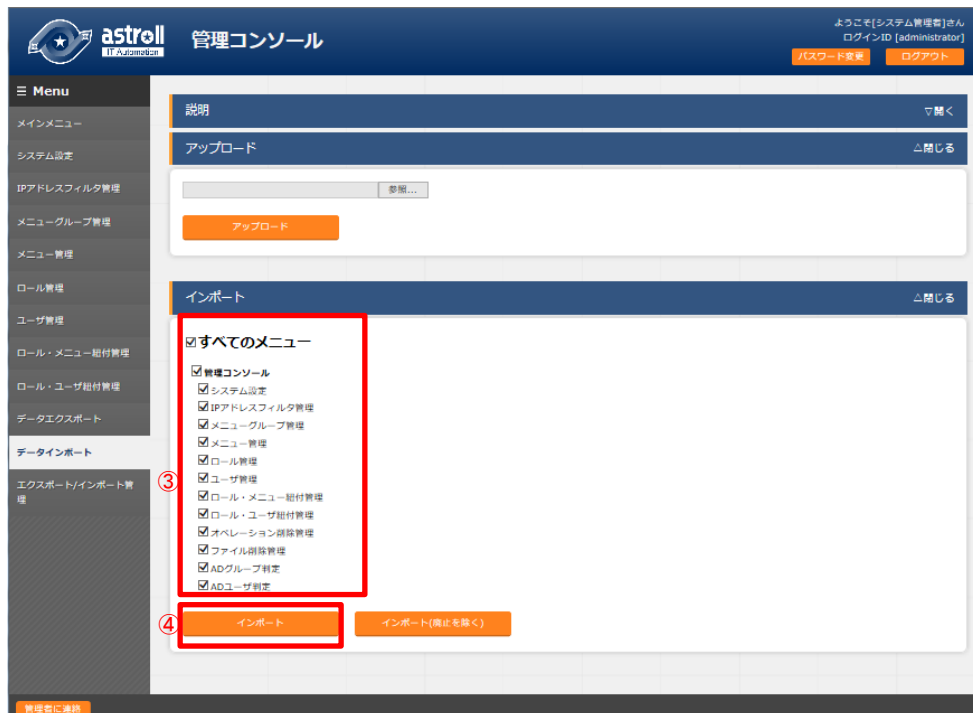 astroll
IT Automation
管理コンソール
ようこそ[システム管理者]さん
ログインID [administrator]
パスワード変更
ログアウト
☰ Menu
メインメニュー
システム設定
IPアドレスフィルタ管理
メニューグループ管理
メニュー管理
ロール管理
ユーザ管理
ロール・メニュー紐付管理
ロール・ユーザ紐付管理
データエクスポート
データインポート
エクスポート/インポート管
理
説明
▽開く
アップロード
△閉じる
参照...
アップロード
インポート
△閉じる
③
すべてのメニュー
管理コンソール
システム設定
IPアドレスフィルタ管理
メニューグループ管理
メニュー管理
ロール管理
ユーザ管理
ロール・メニュー紐付管理
ロール・ユーザ紐付管理
オペレーション削除管理
ファイル削除管理
ADグループ判定
ADユーザ判定
④
インポート
インポート(廃止を除く)
管理者に連絡